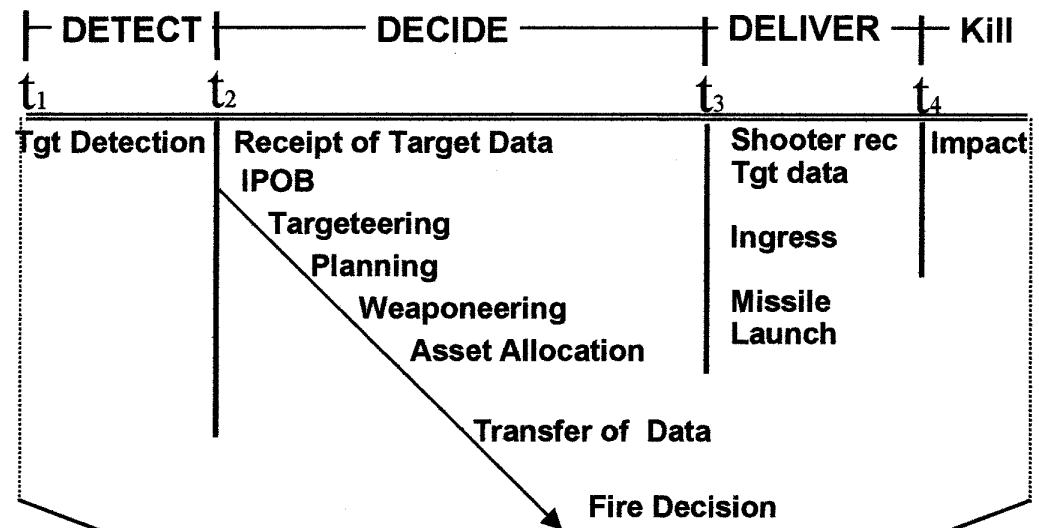 DETECT DECIDE DELIVER Kill
t1 t2 t3 t4
Tgt Detection
Receipt of Target Data
IPOB
Targeteering
Planning
Weaponeering
Asset Allocation
Transfer of Data
Fire Decision
Shooter rec
Tgt data
Ingress
Missile
Launch
Impact